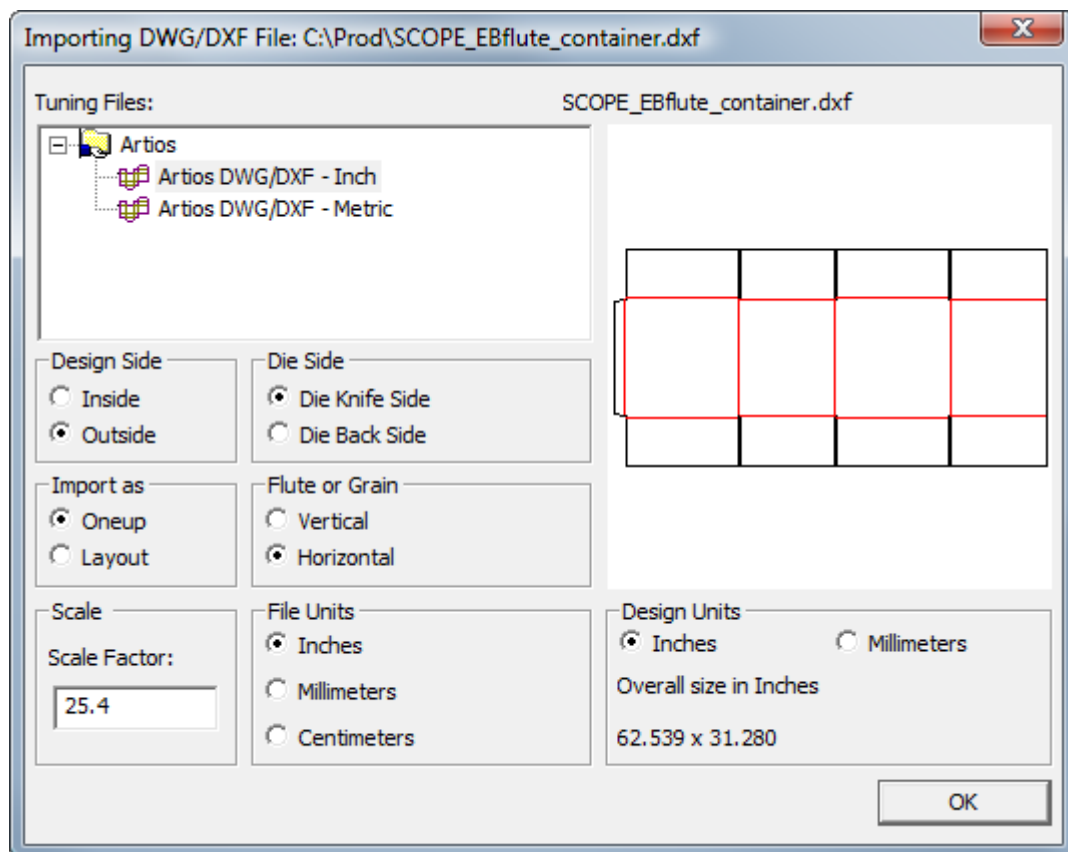 Importing DWG/DXF File: C:\Prod\SCOPE_EBflute_container.dxf
Tuning Files:
SCOPE_EBflute_container.dxf
Artios
Artios DWG/DXF - Inch
Artios DWG/DXF - Metric
Design Side
Inside
Outside
Die Side
Die Knife Side
Die Back Side
Import as
Oneup
Layout
Flute or Grain
Vertical
Horizontal
Scale
Scale Factor:
25.4
File Units
Inches
Millimeters
Centimeters
Design Units
Inches
Millimeters
Overall size in Inches
62.539 x 31.280
OK